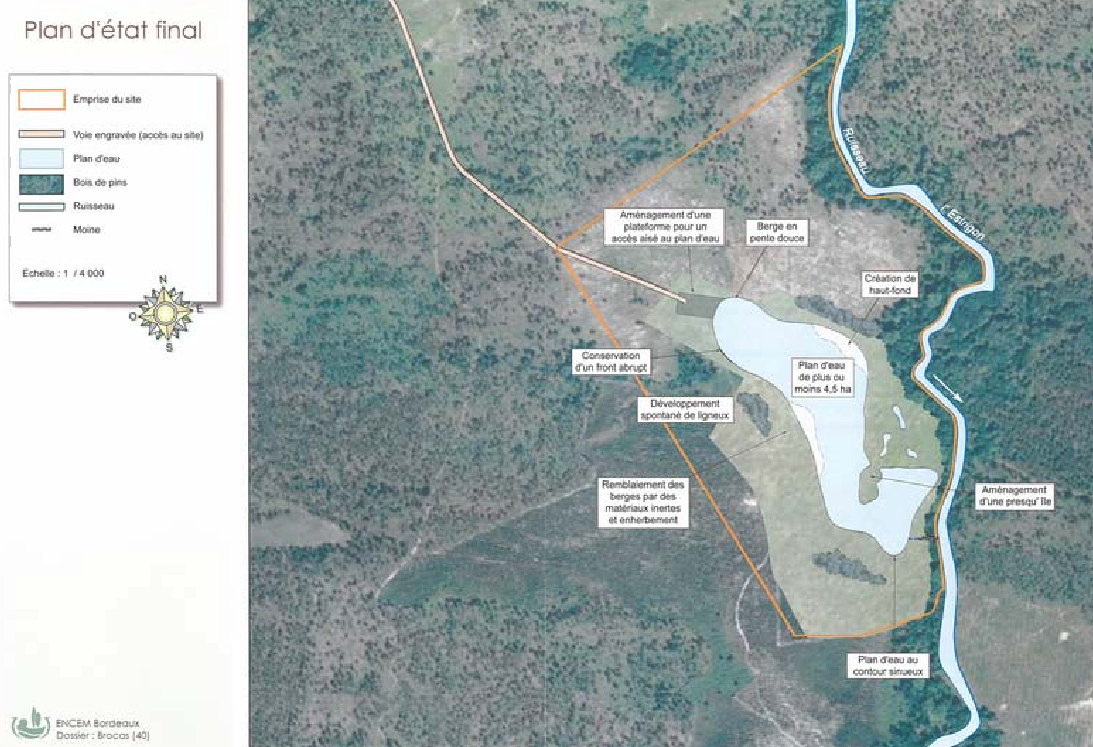 Plan d'état final
Emprise du site
Voie engravée (accès au site)
Plan d'eau
Bois de pins
Ruisseau
Moine
Echelle : 1 / 4 000
N
O
E
S
Ruisseau
l'Estrigon
Aménagement d'une
plateforme pour un
accès aisé au plan d'eau
Berge en
pente douce
Création de
haut-fond
Conservation
d'un front abrupt
Plan d'eau
de plus ou
moins 4,5 ha
Développement
spontané de ligneux
Remblaiement des
berges par des
matériaux inertes
et enherbement
Aménagement
d'une presqu'île
Plan d'eau au
contour sinueux
ENCEM Bordeaux
Dossier : Brocas (40)